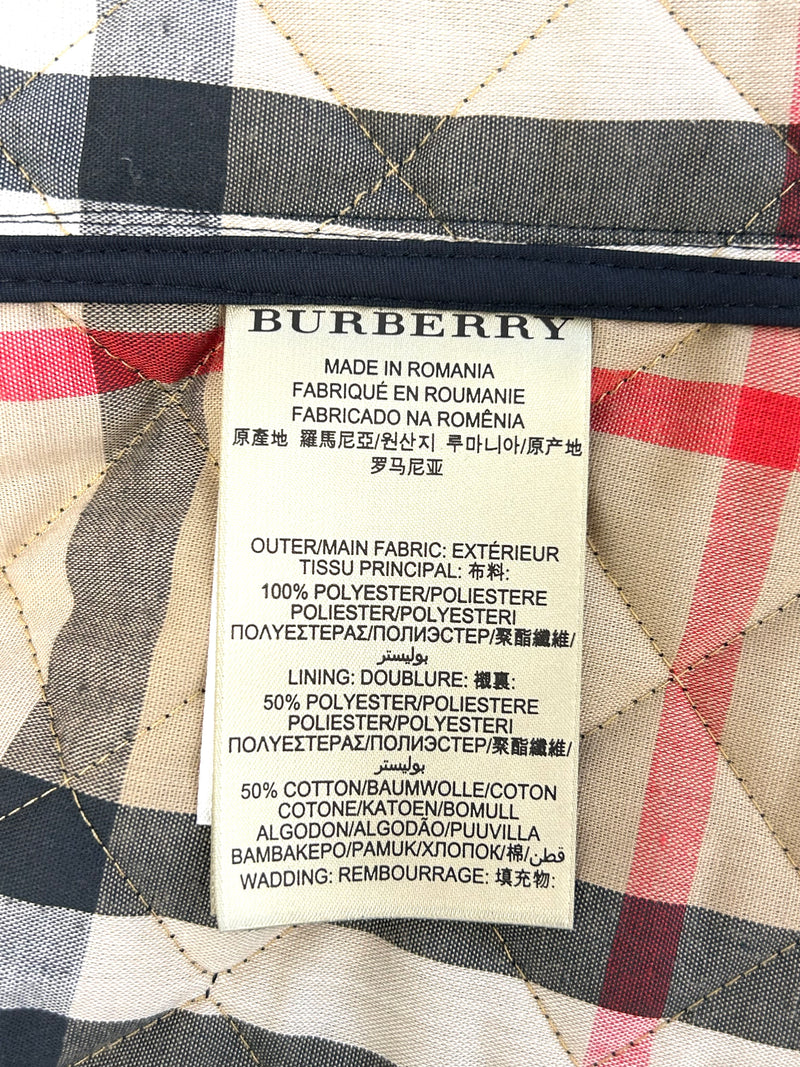 BURBERRY
MADE IN ROMANIA
FABRIQUÉ EN ROUMANIE
FABRICADO NA ROMÊNIA
原產地 羅馬尼亞/원산지 루마니아/原产地
罗马尼亚
OUTER/MAIN FABRIC: EXTÉRIEUR
TISSU PRINCIPAL: 布料:
100% POLYESTER/POLIESTERE
POLIESTER/POLYESTERI
ΠΟΛΥΕΣΤΕΡΑΣ/ПОЛИЭСТЕР/聚酯纖維/
بوليستر
LINING: DOUBLURE: 襯裏:
50% POLYESTER/POLIESTERE
POLIESTER/POLYESTERI
ΠΟΛΥΕΣΤΕΡΑΣ/ПОЛИЭСТЕР/聚酯纖維/
بوليستر
50% COTTON/BAUMWOLLE/COTON
COTONE/KATOEN/BOMULL
ALGODON/ALGODÃO/PUUVILLA
BAMBAKEPO/PAMUK/ХЛОПОК/棉/قطن
WADDING: REMBOURRAGE: 填充物: